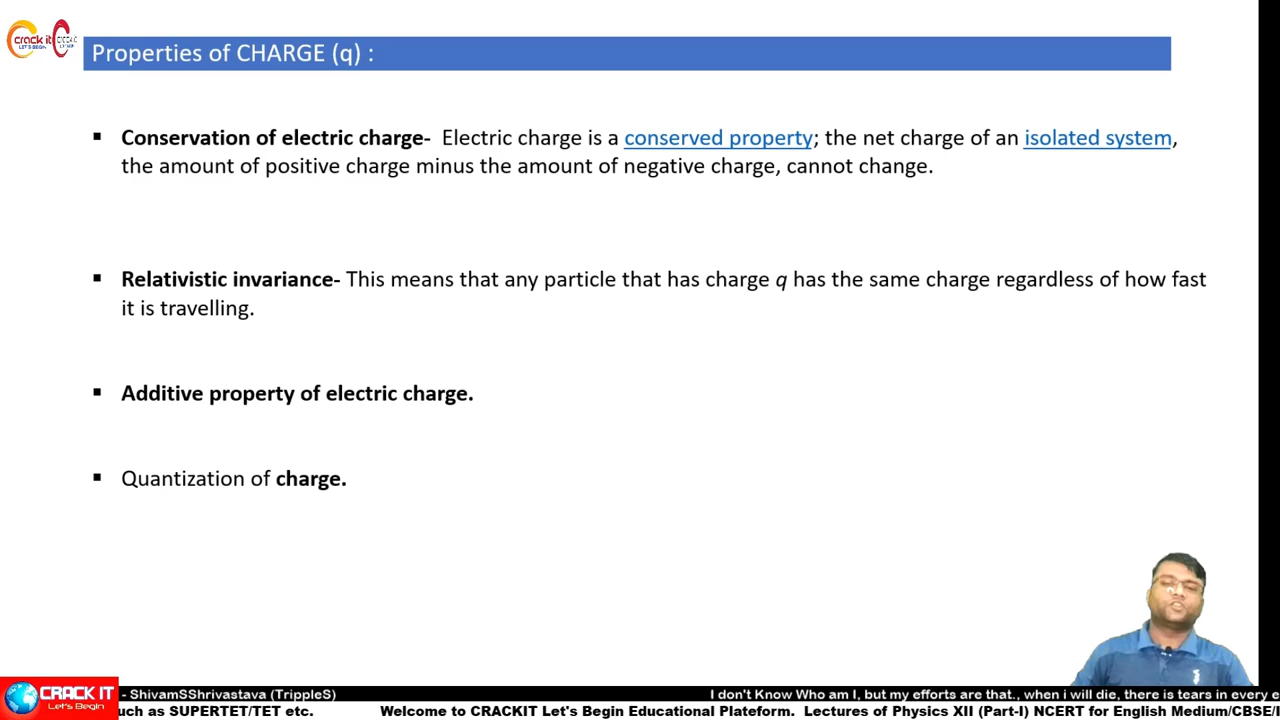 crack it
LET'S BEGIN
Properties of CHARGE (q) :
▪ Conservation of electric charge- Electric charge is a conserved property; the net charge of an isolated system,
the amount of positive charge minus the amount of negative charge, cannot change.
▪ Relativistic invariance- This means that any particle that has charge q has the same charge regardless of how fast
it is travelling.
▪ Additive property of electric charge.
▪ Quantization of charge.
CRACK IT
Let's Begin
- ShivamSShrivastava (TrippleS)
I don't Know Who am I, but my efforts are that., when i will die, there is tears in every e
uch as SUPERTET/TET etc.
Welcome to CRACKIT Let's Begin Educational Plateform. Lectures of Physics XII (Part-I) NCERT for English Medium/CBSE/I